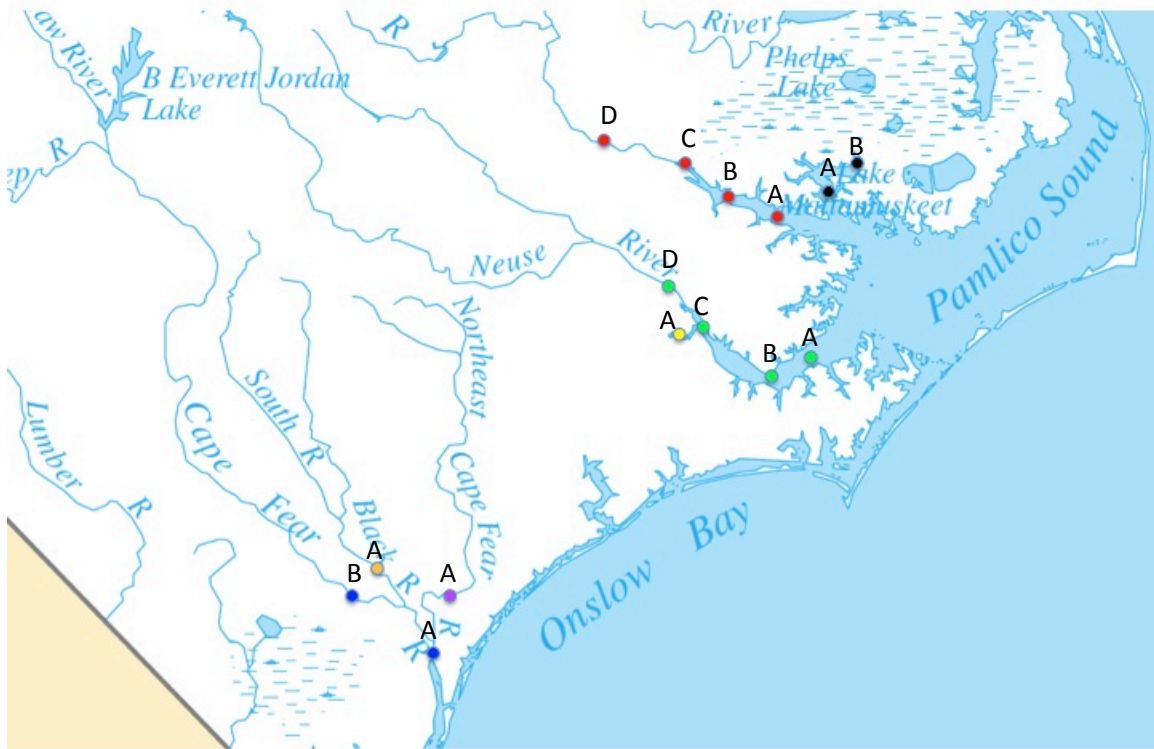 R
River
Phelps
Lake
aw River
B Everett Jordan
Lake
ep R
D
C
B
A
B
A
Lake
Mattamuskeet
Pamlico Sound
Neuse
River
D
A
C
B
A
Northeast
Cape Fear
R
South R
Black R
Cape
Fear
R
Lumber
R
A
B
A
A
Onslow Bay